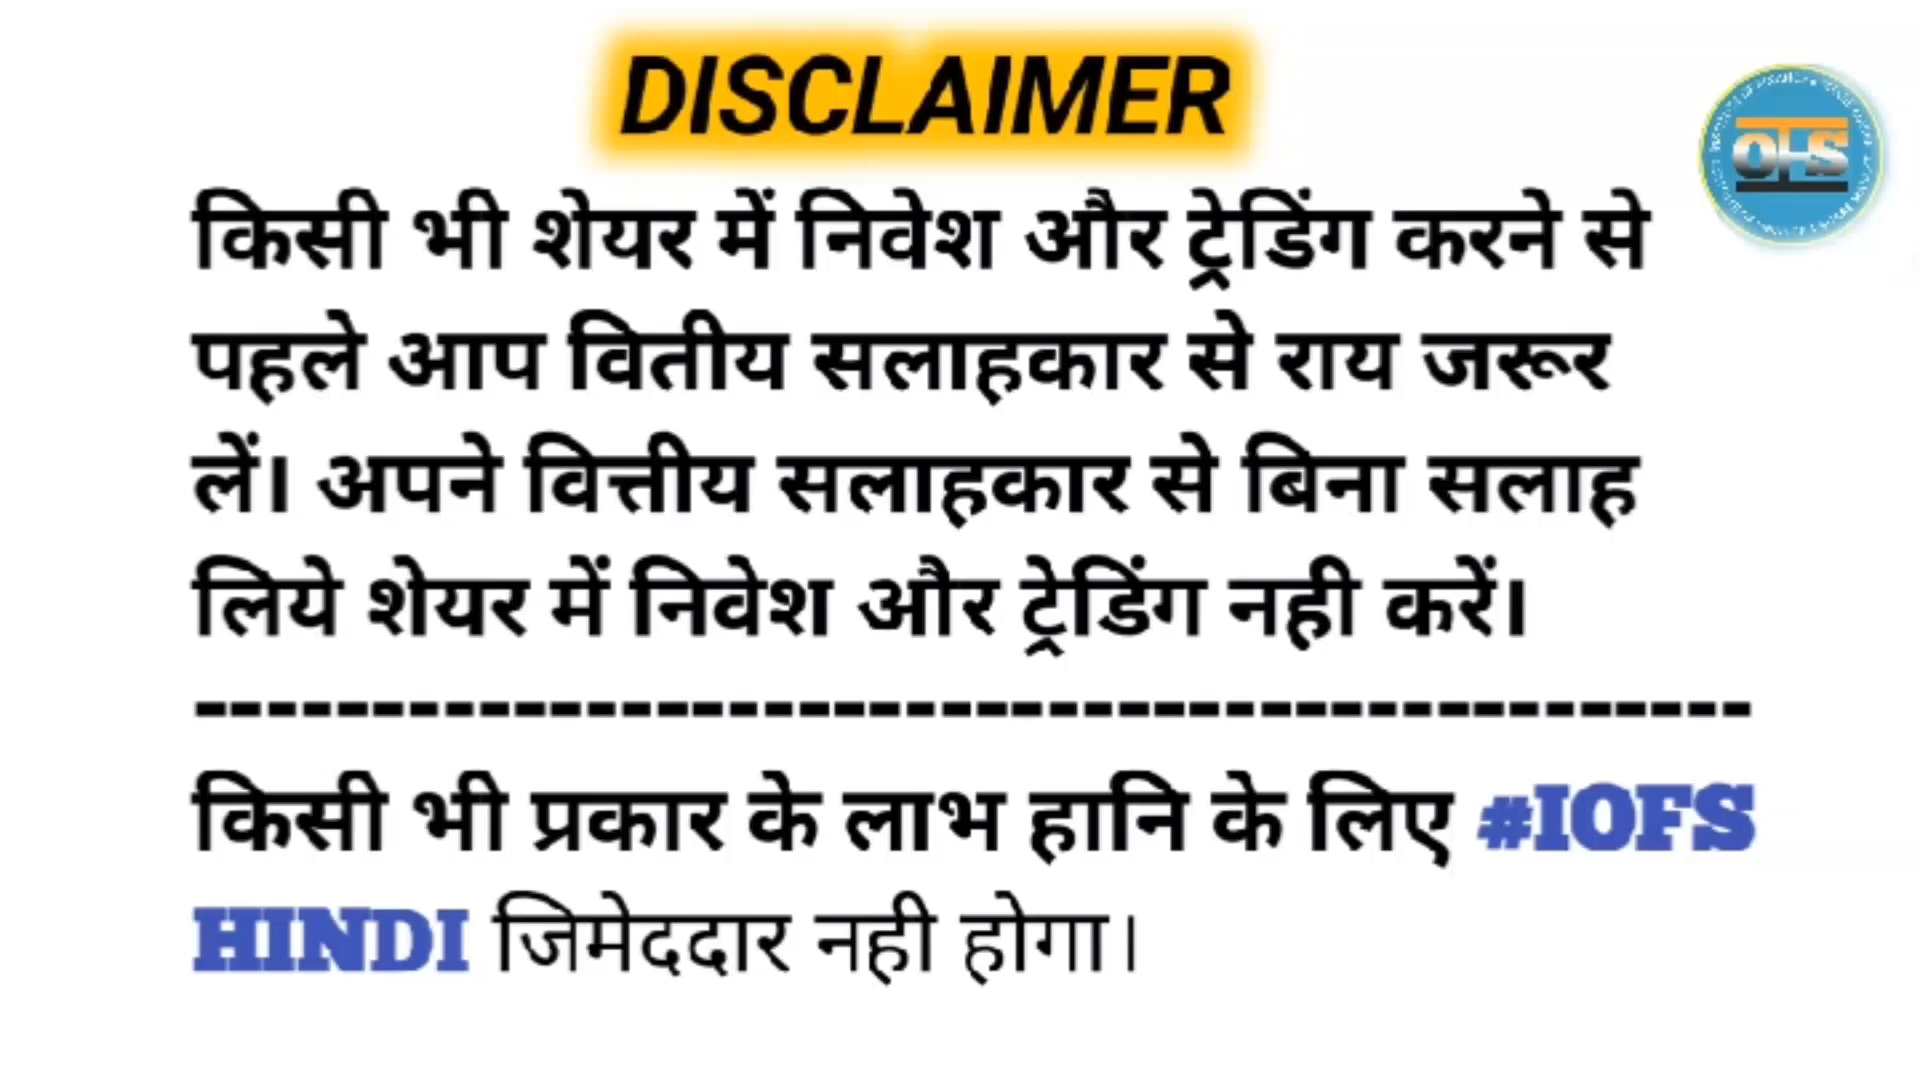 DISCLAIMER
OFS
किसी भी शेयर में निवेश और ट्रेडिंग करने से
पहले आप वितीय सलाहकार से राय जरूर
लें। अपने वित्तीय सलाहकार से बिना सलाह
लिये शेयर में निवेश और ट्रेडिंग नही करें।
--------------------------------------------
किसी भी प्रकार के लाभ हानि के लिए #IOFS
HINDI जिमेददार नही होगा।